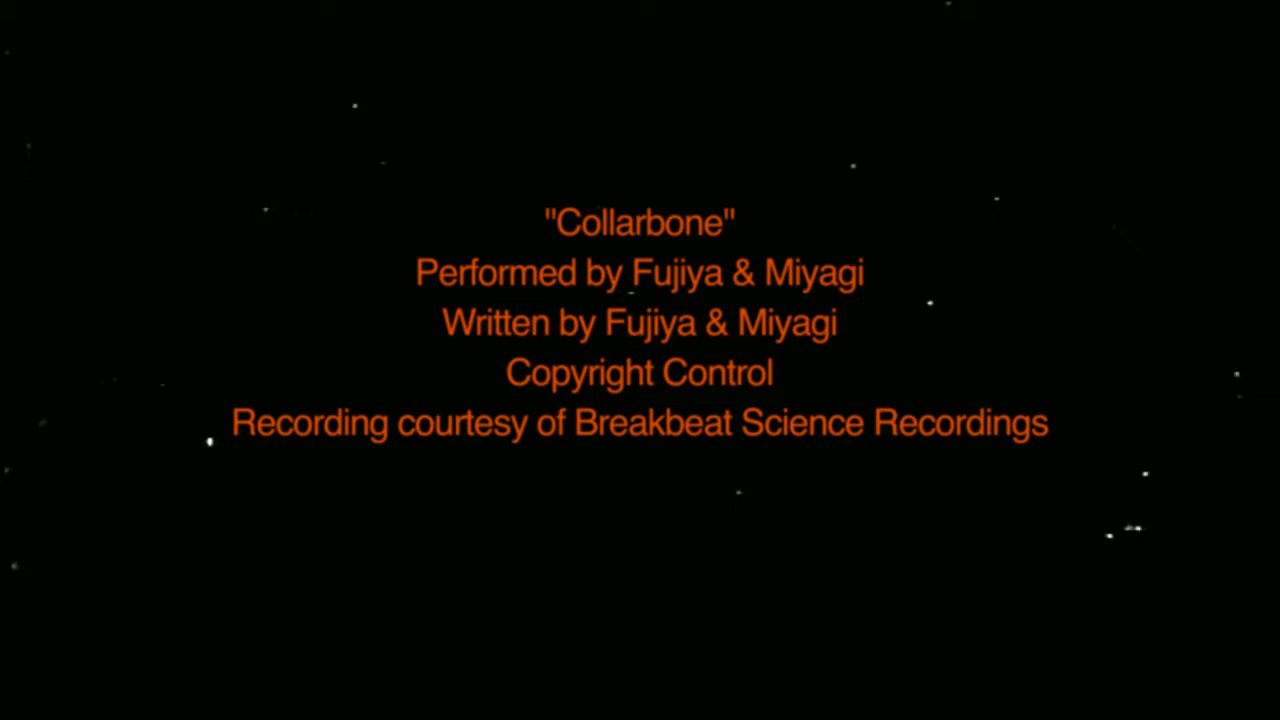 "Collarbone"
Performed by Fujiya & Miyagi
Written by Fujiya & Miyagi
Copyright Control
Recording courtesy of Breakbeat Science Recordings